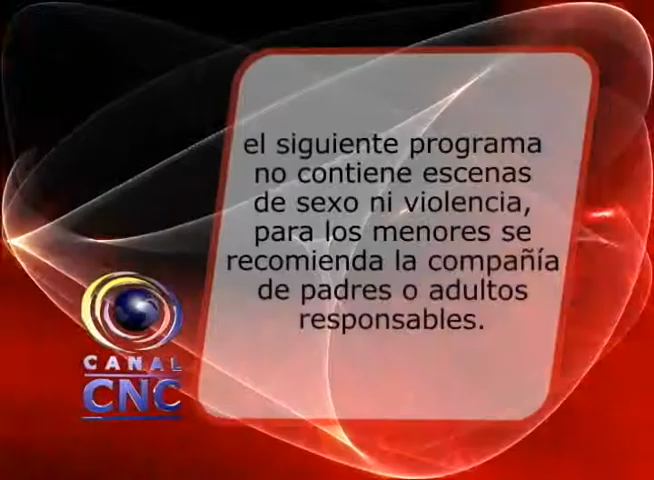 el siguiente programa
no contiene escenas
de sexo ni violencia,
para los menores se
recomienda la compañía
de padres o adultos
responsables.
CANAL
CNC